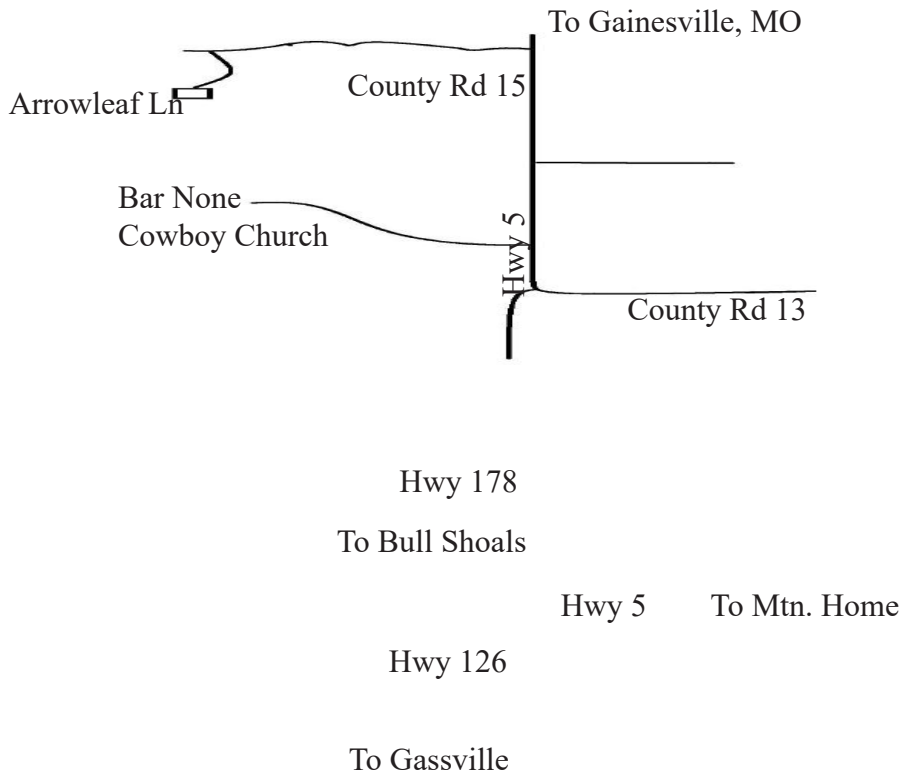 To Gainesville, MO
County Rd 15
Arrowleaf Ln
Bar None
Cowboy Church
Hwy 5
County Rd 13
Hwy 178
To Bull Shoals
Hwy 5 To Mtn. Home
Hwy 126
To Gassville